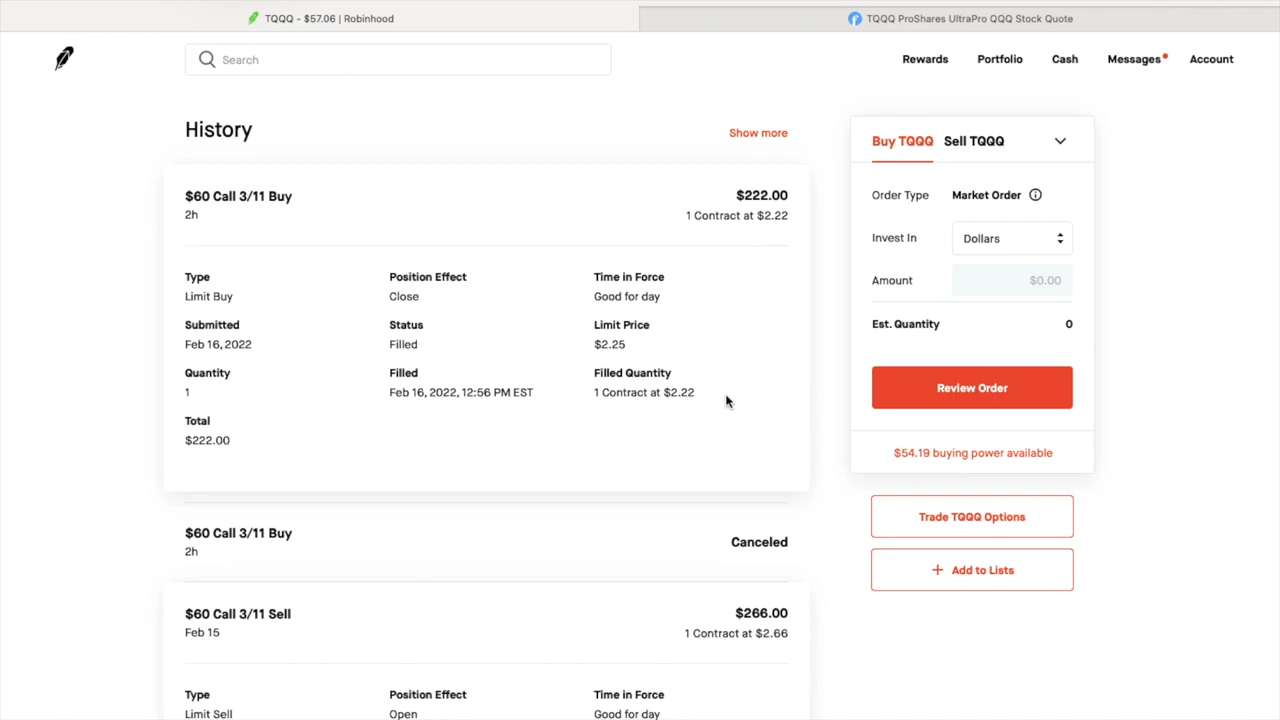 TQQQ - $57.06 | Robinhood
TQQQ ProShares UltraPro QQQ Stock Quote
Search
Rewards Portfolio Cash Messages Account
History
Show more
$60 Call 3/11 Buy
$222.00
2h
1 Contract at $2.22
Type
Position Effect
Time in Force
Limit Buy
Close
Good for day
Submitted
Status
Limit Price
Feb 16, 2022
Filled
$2.25
Quantity
Filled
Filled Quantity
1
Feb 16, 2022, 12:56 PM EST
1 Contract at $2.22
Total
$222.00
$60 Call 3/11 Buy
2h
Canceled
$60 Call 3/11 Sell
$266.00
Feb 15
1 Contract at $2.66
Type
Position Effect
Time in Force
Limit Sell
Open
Good for day
Buy TQQQ Sell TQQQ
Order Type Market Order
Invest In Dollars
Amount $0.00
Est. Quantity 0
Review Order
$54.19 buying power available
Trade TQQQ Options
+ Add to Lists